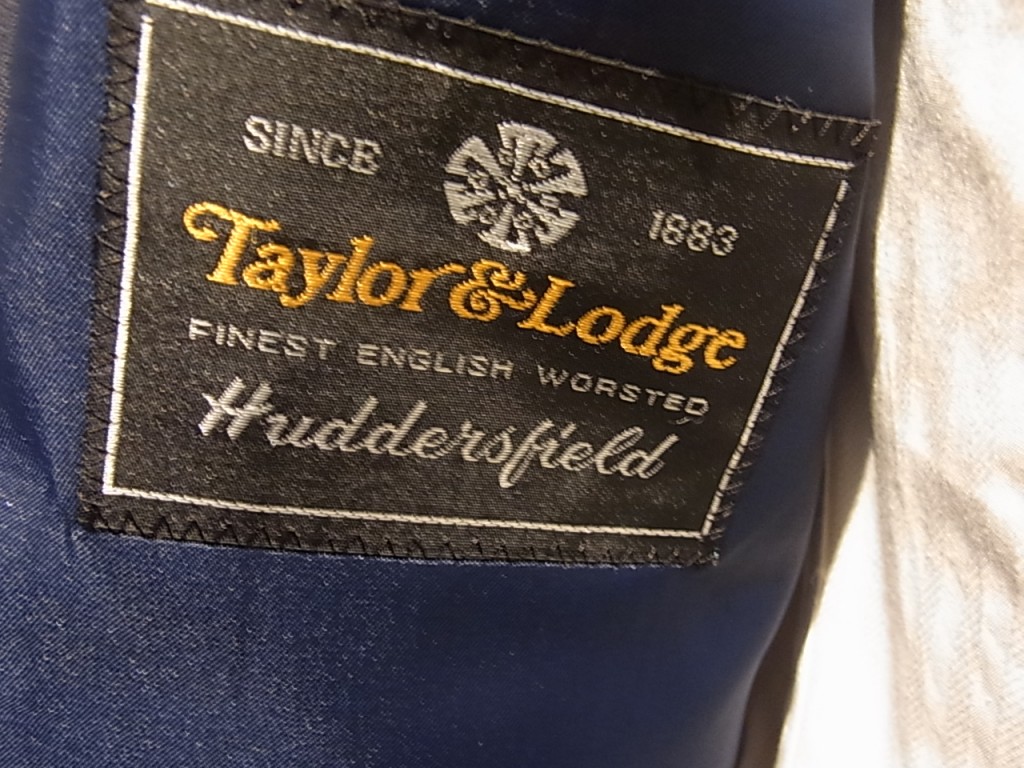 SINCE 1883
Taylor & Lodge
FINEST ENGLISH WORSTED
Huddersfield